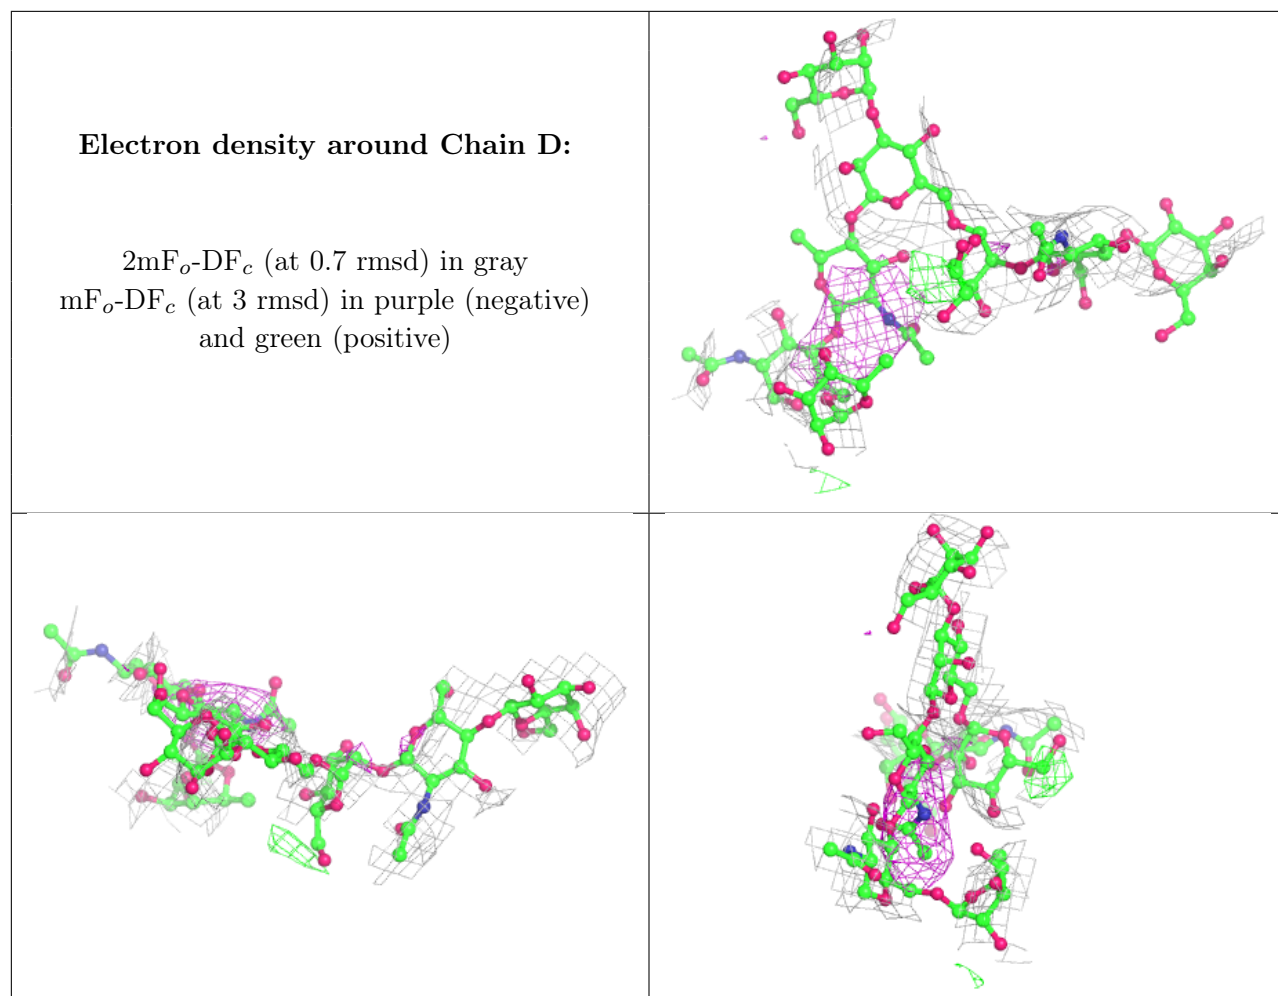 Electron density around Chain D:
2mFₒ-DF𝒸 (at 0.7 rmsd) in gray
mFₒ-DF𝒸 (at 3 rmsd) in purple (negative)
and green (positive)